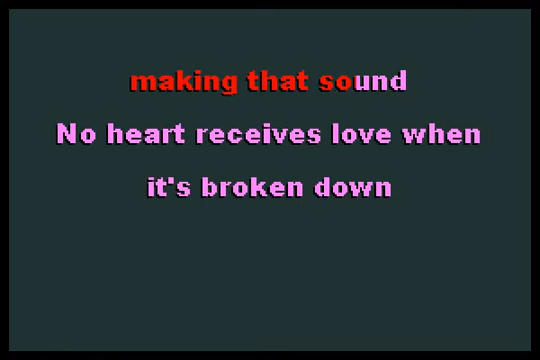 making that sound
No heart receives love when
it's broken down